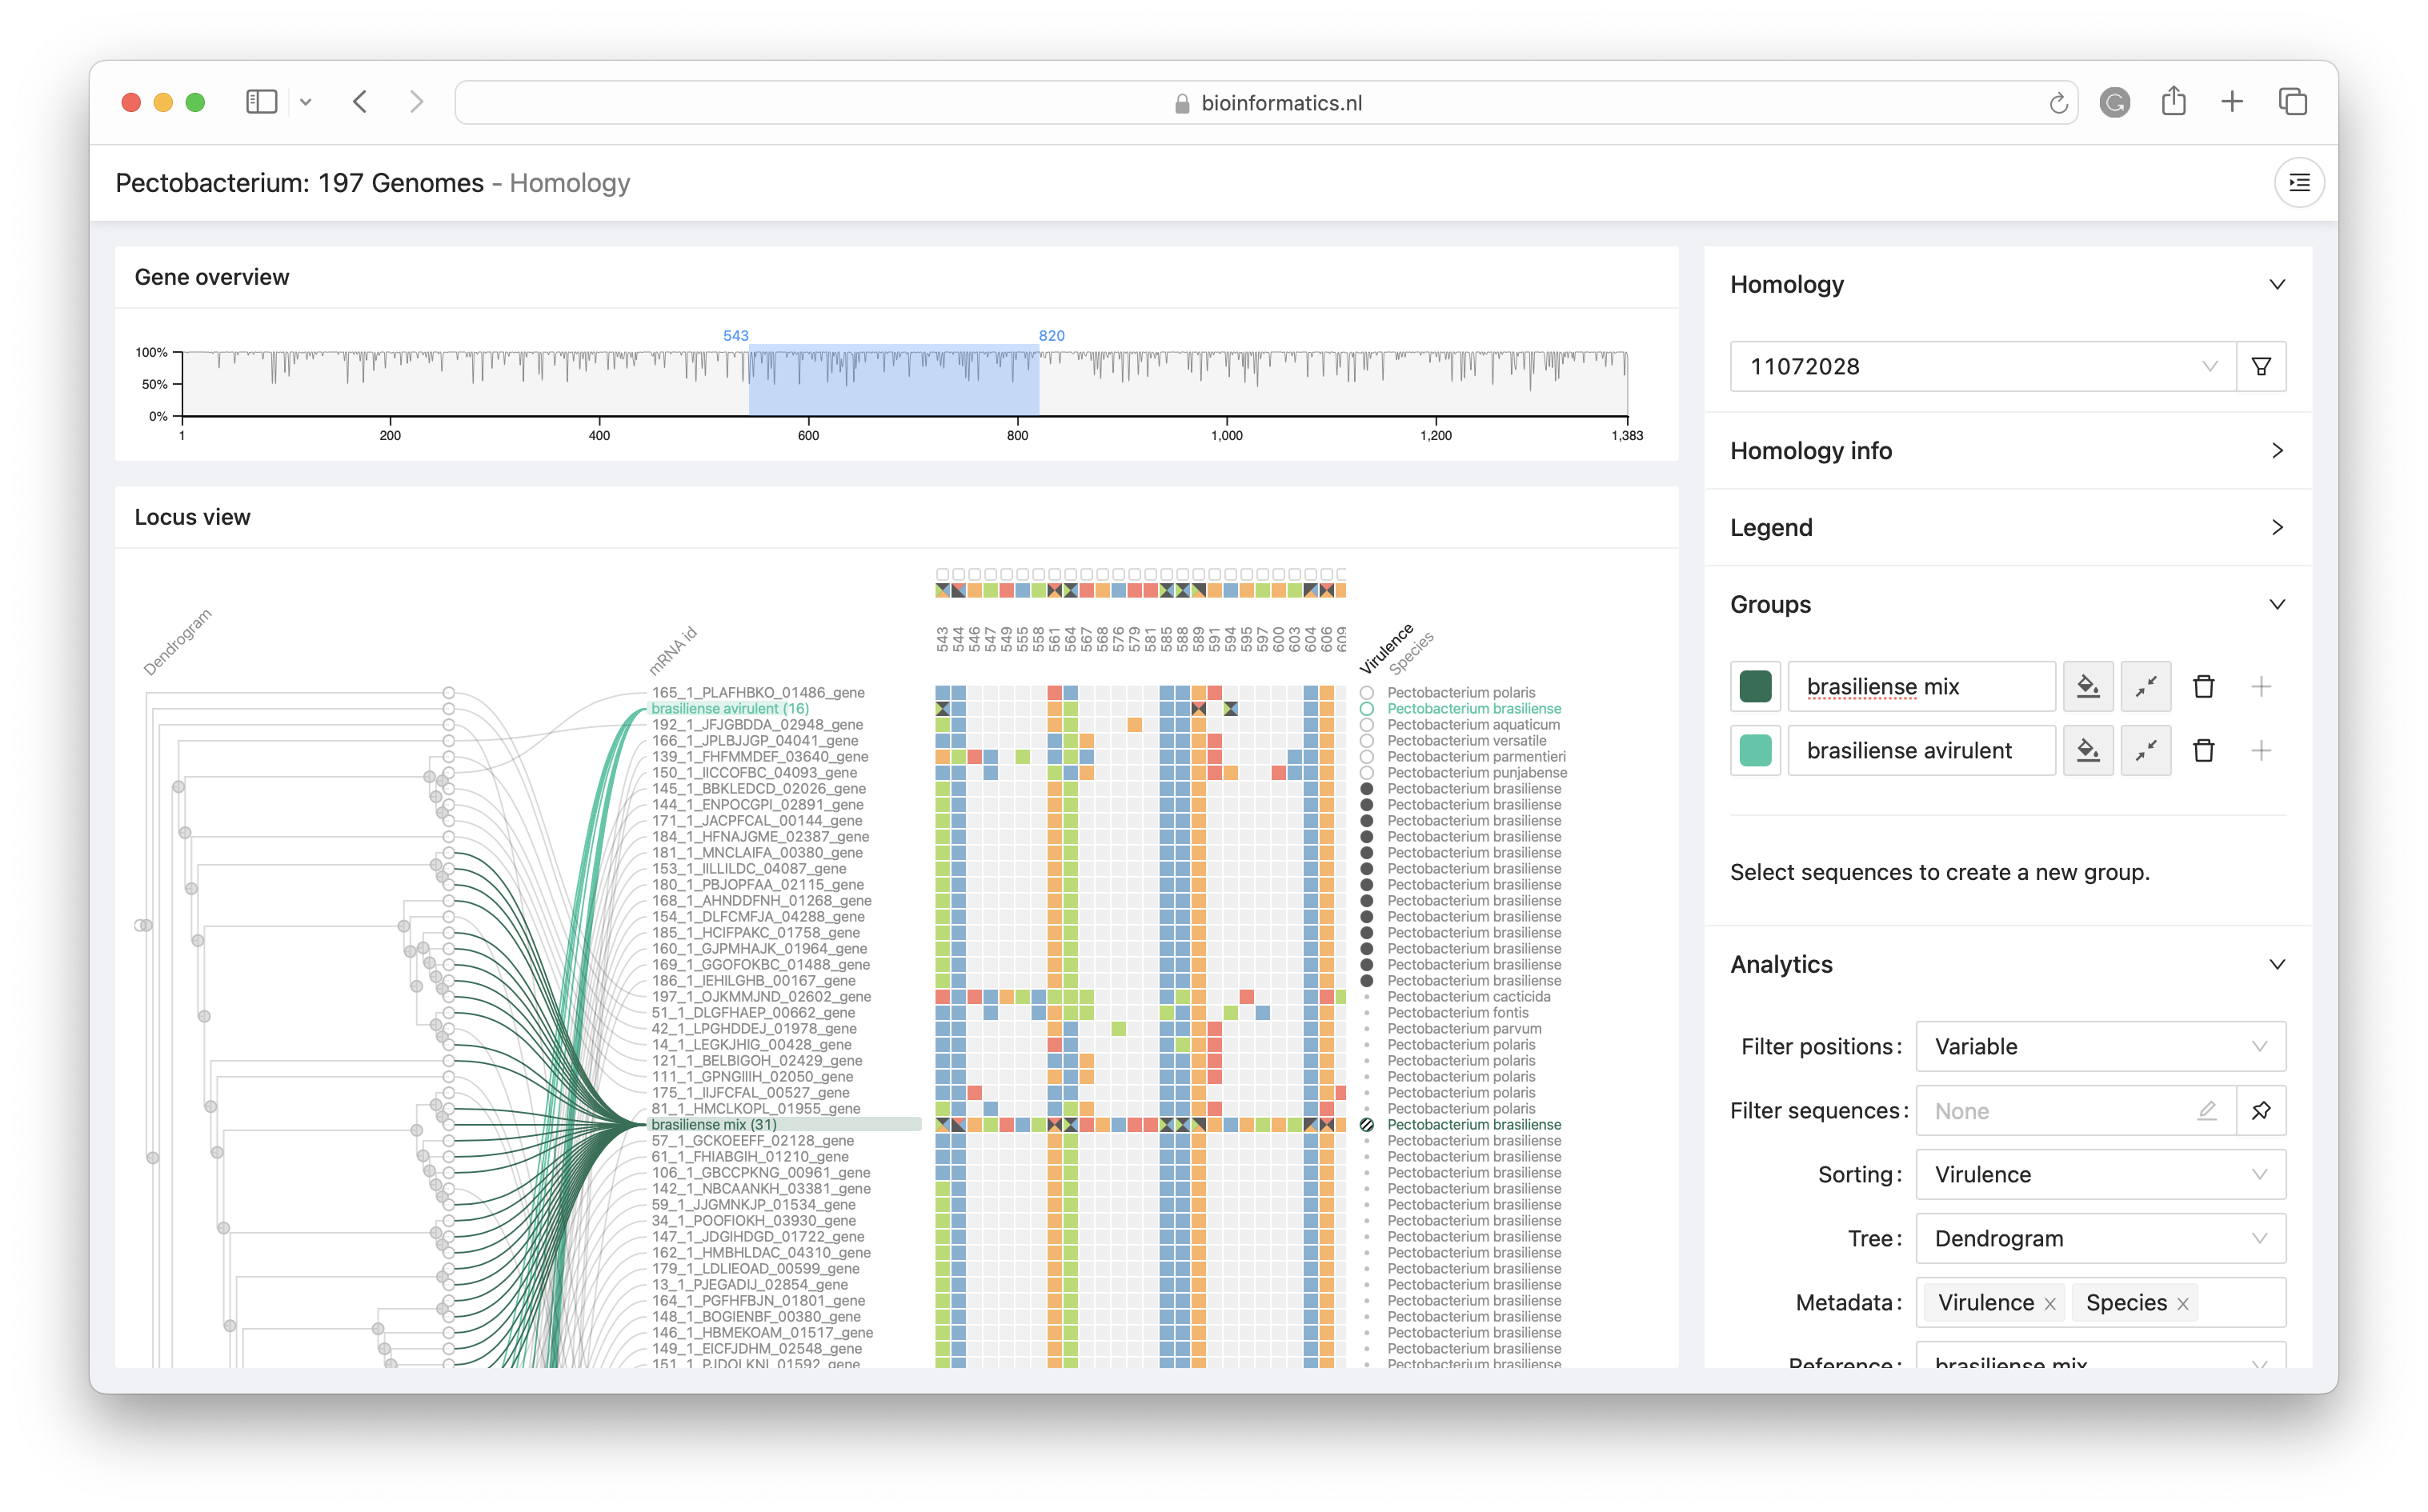 bioinformatics.nl
Pectobacterium: 197 Genomes - Homology
Gene overview
543 820
100%
50%
0%
1 200 400 600 800 1,000 1,200 1,383
Locus view
Dendrogram
mRNA id
543 544 546 547 549 555 558 561 564 567 568 576 579 581 585 588 589 591 594 595 597 600 603 604 606 609
Virulence
Species
165_1_PLAFHBKO_01486_gene Pectobacterium polaris
brasiliense avirulent (16) Pectobacterium brasiliense
192_1_JFJGBDDA_02948_gene Pectobacterium aquaticum
166_1_JPLBJJGP_04041_gene Pectobacterium versatile
139_1_FHFMMDEF_03640_gene Pectobacterium parmentieri
150_1_IICCOFBC_04093_gene Pectobacterium punjabense
145_1_BBKLEDCD_02026_gene Pectobacterium brasiliense
144_1_ENPOCGPI_02891_gene Pectobacterium brasiliense
171_1_JACPFCAL_00144_gene Pectobacterium brasiliense
184_1_HFNAJGME_02387_gene Pectobacterium brasiliense
181_1_MNCLAIFA_00380_gene Pectobacterium brasiliense
153_1_IILLILDC_04087_gene Pectobacterium brasiliense
180_1_PBJOPFAA_02115_gene Pectobacterium brasiliense
168_1_AHNDDFNH_01268_gene Pectobacterium brasiliense
154_1_DLFCMFJA_04288_gene Pectobacterium brasiliense
185_1_HCIFPAKC_01758_gene Pectobacterium brasiliense
160_1_GJPMHAJK_01964_gene Pectobacterium brasiliense
169_1_GGOFOKBC_01488_gene Pectobacterium brasiliense
186_1_IEHILGHB_00167_gene Pectobacterium brasiliense
197_1_OJKMMJND_02602_gene Pectobacterium cacticida
51_1_DLGFHAEP_00662_gene Pectobacterium fontis
42_1_LPGHDDEJ_01978_gene Pectobacterium parvum
14_1_LEGKJHIG_00428_gene Pectobacterium polaris
121_1_BELBIGOH_02429_gene Pectobacterium polaris
111_1_GPNGIIIH_02050_gene Pectobacterium polaris
175_1_IIJFCFAL_00527_gene Pectobacterium polaris
81_1_HMCLKOPL_01955_gene Pectobacterium polaris
brasiliense mix (31) Pectobacterium brasiliense
57_1_GCKOEEFF_02128_gene Pectobacterium brasiliense
61_1_FHIABGIH_01210_gene Pectobacterium brasiliense
106_1_GBCCPKNG_00961_gene Pectobacterium brasiliense
142_1_NBCAANKH_03381_gene Pectobacterium brasiliense
59_1_JJGMNKJP_01534_gene Pectobacterium brasiliense
34_1_POOFIOKH_03930_gene Pectobacterium brasiliense
147_1_JDGIHDGD_01722_gene Pectobacterium brasiliense
162_1_HMBHLDAC_04310_gene Pectobacterium brasiliense
179_1_LDLIEOAD_00599_gene Pectobacterium brasiliense
13_1_PJEGADIJ_02854_gene Pectobacterium brasiliense
164_1_PGFHFBJN_01801_gene Pectobacterium brasiliense
148_1_BOGIENBF_00380_gene Pectobacterium brasiliense
146_1_HBMEKOAM_01517_gene Pectobacterium brasiliense
149_1_EICFJDHM_02548_gene Pectobacterium brasiliense
151_1_PJDOLKNI_01592_gene Pectobacterium brasiliense
Homology
11072028
Homology info
Legend
Groups
brasiliense mix
brasiliense avirulent
Select sequences to create a new group.
Analytics
Filter positions: Variable
Filter sequences: None
Sorting: Virulence
Tree: Dendrogram
Metadata: Virulence Species
Reference: brasiliense mix